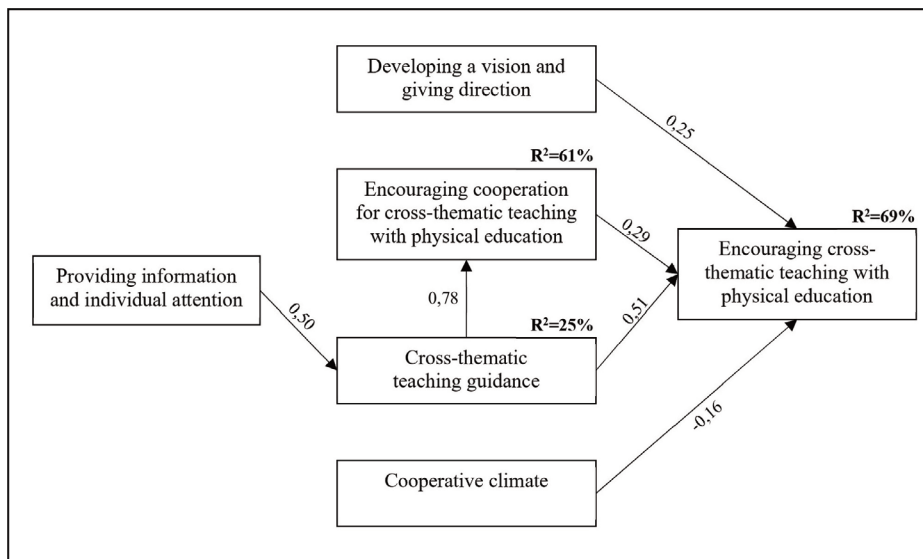 Developing a vision and
giving direction
0,25
R²=61%
Encouraging cooperation
for cross-thematic teaching
with physical education
0,29
R²=69%
Encouraging cross-
thematic teaching with
physical education
Providing information
and individual attention
0,50
0,78
R²=25%
Cross-thematic
teaching guidance
0,51
Cooperative climate
-0,16